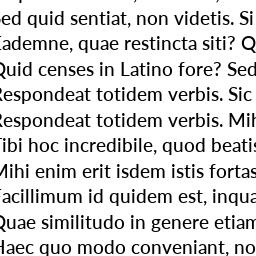 Sed quid sentiat, non videtis. Si
Eademne, quae restincta siti? Q
Quid censes in Latino fore? Sed
Respondeat totidem verbis. Sic
Respondeat totidem verbis. Mih
Tibi hoc incredibile, quod beatis
Mihi enim erit isdem istis fortas
Facillimum id quidem est, inqua
Quae similitudo in genere etiam
Haec quo modo conveniant, no